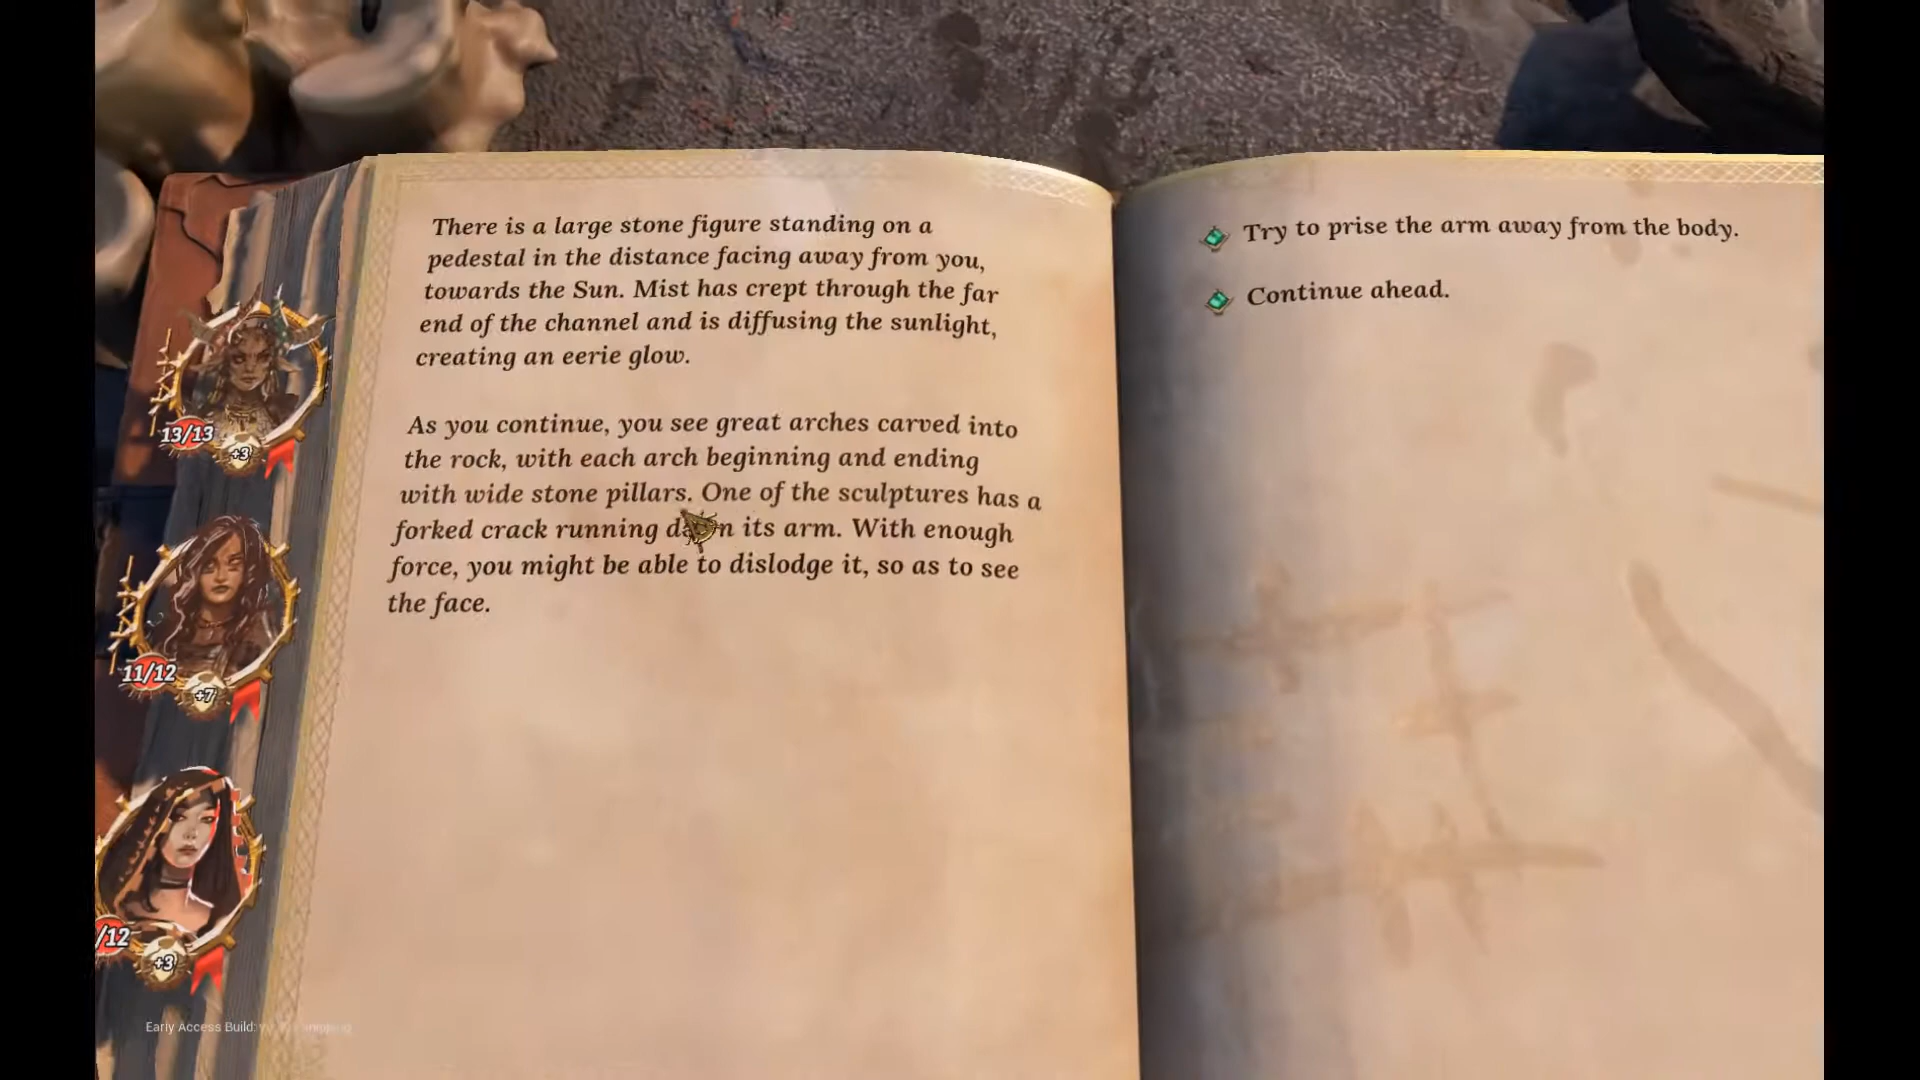 There is a large stone figure standing on a
pedestal in the distance facing away from you,
towards the Sun. Mist has crept through the far
end of the channel and is diffusing the sunlight,
creating an eerie glow.
As you continue, you see great arches carved into
the rock, with each arch beginning and ending
with wide stone pillars. One of the sculptures has a
forked crack running its arm. With enough
force, you might be able to dislodge it, so as to see
the face.
Try to prise the arm away from the body.
Continue ahead.
13/13
+3
11/12
+7
/12
+3
Early Access Build: